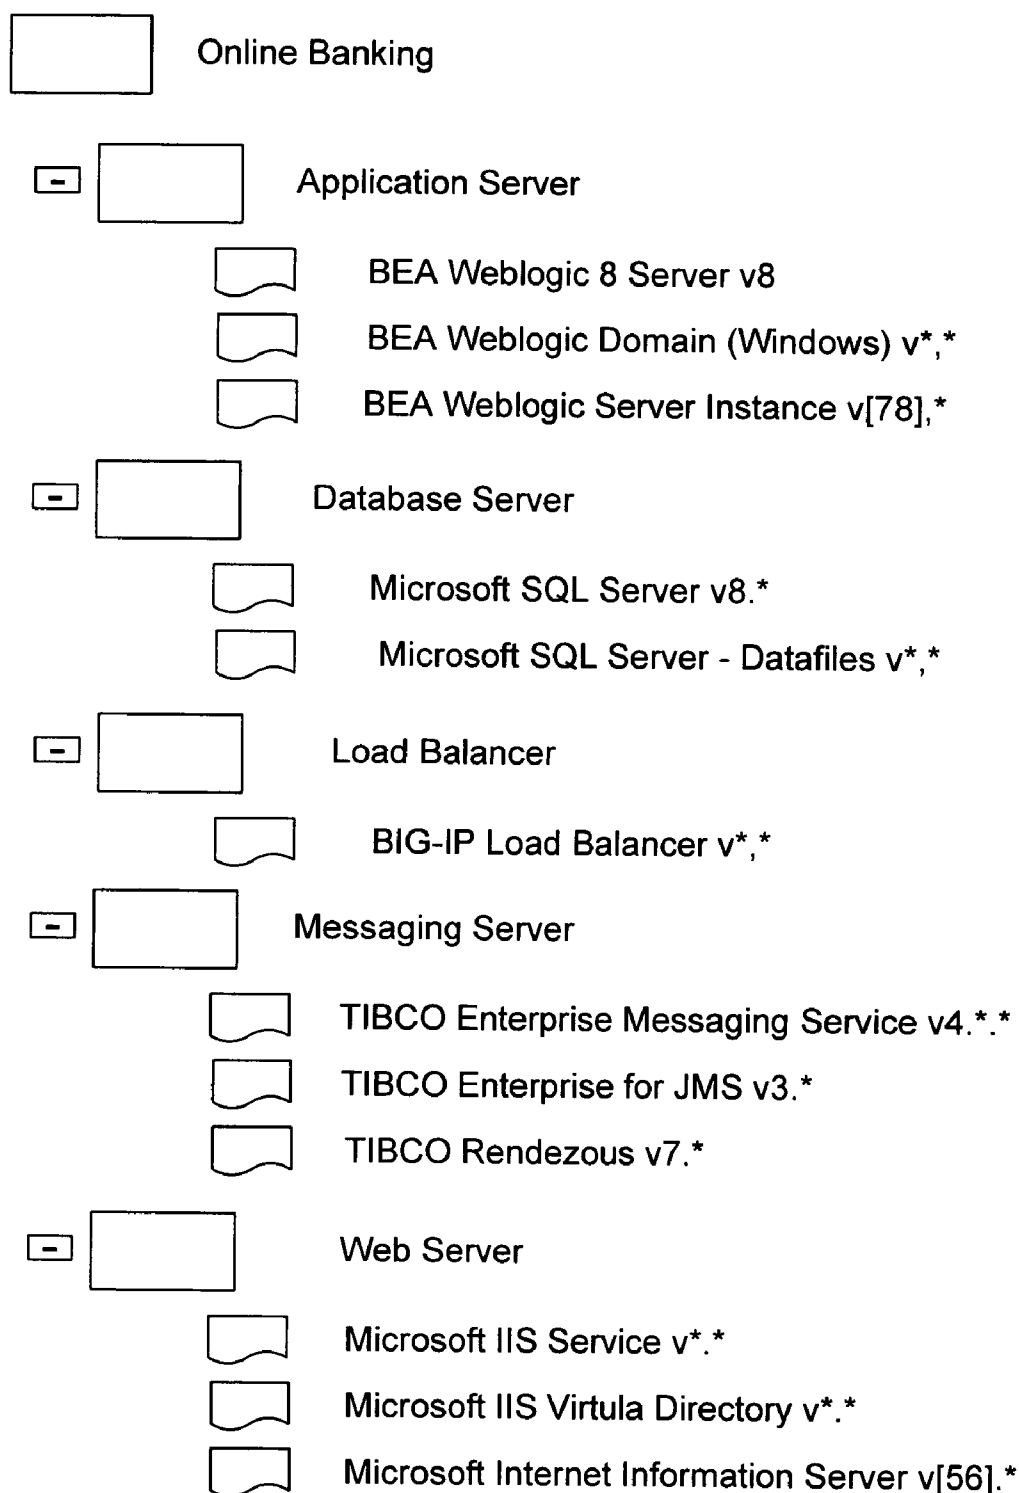 Online Banking
- Application Server
BEA Weblogic 8 Server v8
BEA Weblogic Domain (Windows) v*,*
BEA Weblogic Server Instance v[78],*
- Database Server
Microsoft SQL Server v8.*
Microsoft SQL Server - Datafiles v*,*
- Load Balancer
BIG-IP Load Balancer v*,*
- Messaging Server
TIBCO Enterprise Messaging Service v4.*.*
TIBCO Enterprise for JMS v3.*
TIBCO Rendezous v7.*
- Web Server
Microsoft IIS Service v*.*
Microsoft IIS Virtula Directory v*.*
Microsoft Internet Information Server v[56].*